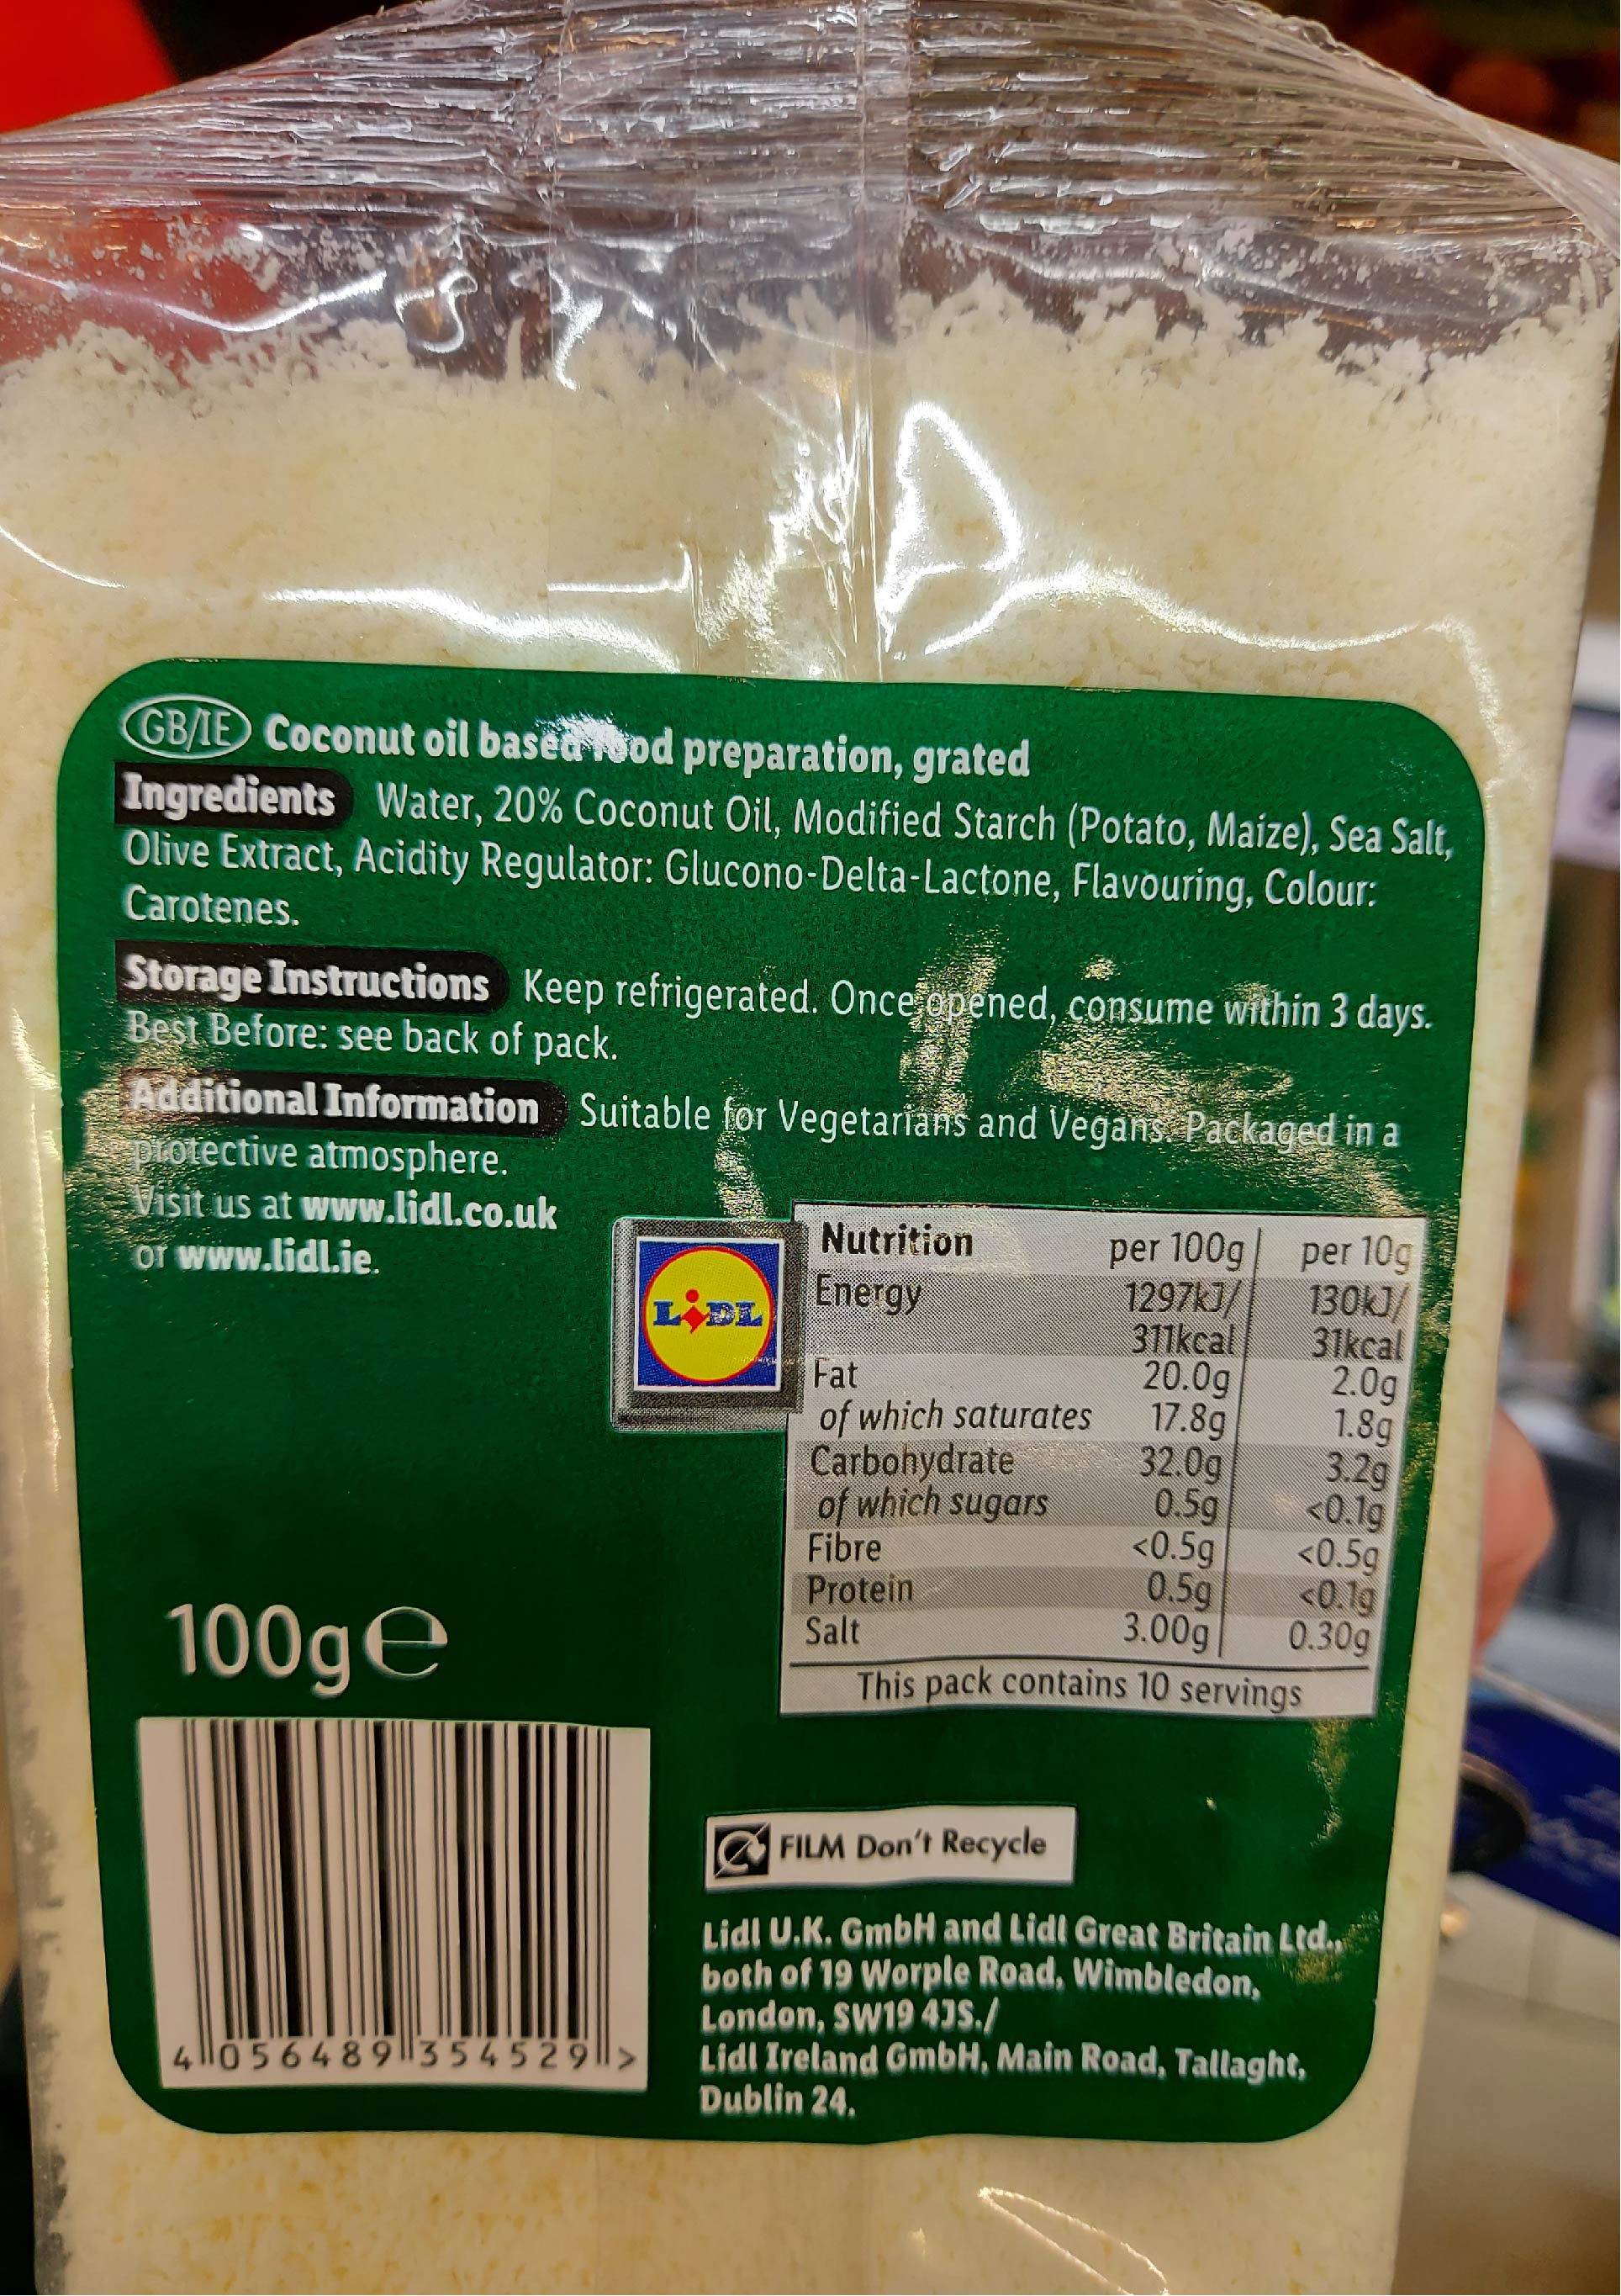 GB/IE Coconut oil based food preparation, grated
Ingredients Water, 20% Coconut Oil, Modified Starch (Potato, Maize), Sea Salt,
Olive Extract, Acidity Regulator: Glucono-Delta-Lactone, Flavouring, Colour:
Carotenes.
Storage Instructions Keep refrigerated. Once opened, consume within 3 days.
Best Before: see back of pack.
Additional Information Suitable for Vegetarians and Vegans. Packaged in a
protective atmosphere.
Visit us at www.lidl.co.uk
or www.lidl.ie.
LIDL
Nutrition per 100g per 10g
Energy 1297kJ/ 130kJ/
311kcal 31kcal
Fat 20.0g 2.0g
of which saturates 17.8g 1.8g
Carbohydrate 32.0g 3.2g
of which sugars 0.5g <0.1g
Fibre <0.5g <0.5g
Protein 0.5g <0.1g
Salt 3.00g 0.30g
This pack contains 10 servings
100g e
4 056489 354529 >
FILM Don't Recycle
Lidl U.K. GmbH and Lidl Great Britain Ltd.,
both of 19 Worple Road, Wimbledon,
London, SW19 4JS./
Lidl Ireland GmbH, Main Road, Tallaght,
Dublin 24.